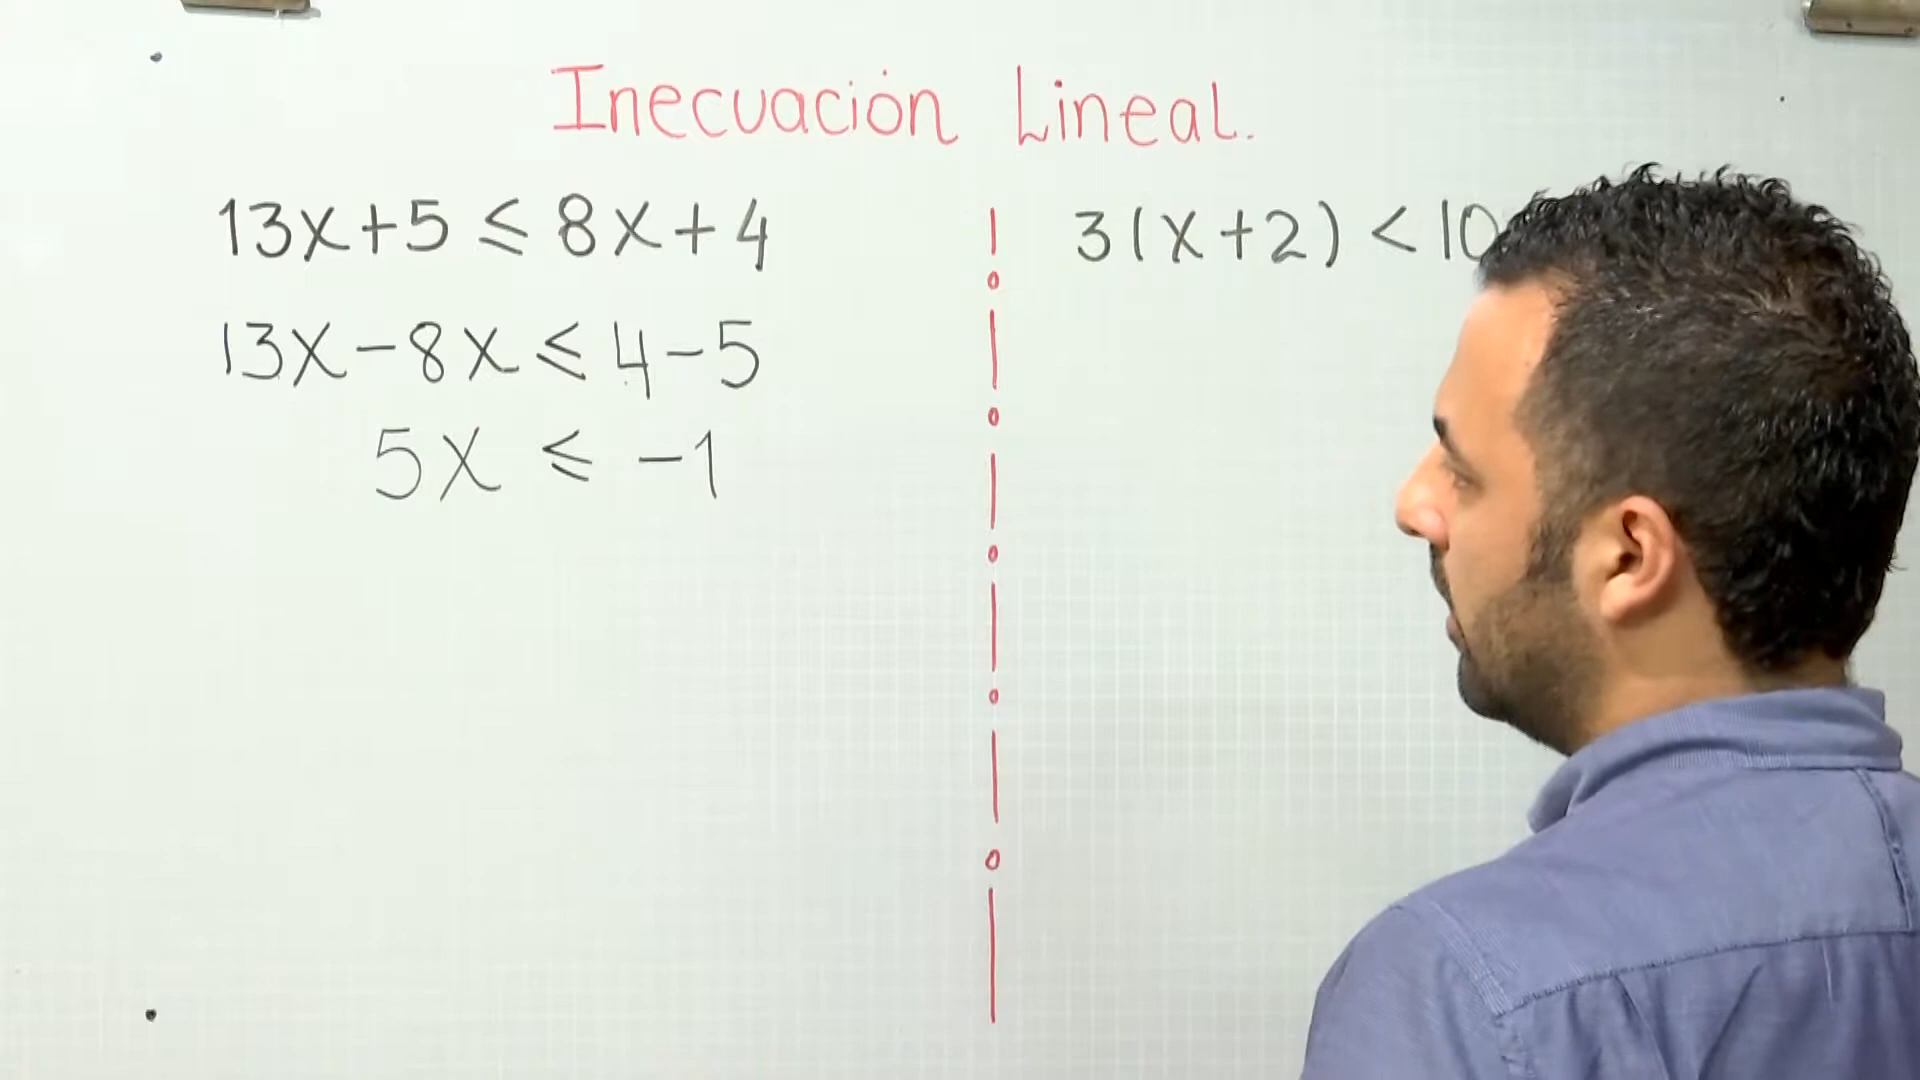 Inecuación Lineal.
13x+5 ≤ 8x+4
13x-8x ≤ 4-5
5x ≤ -1
3(x+2) < 10